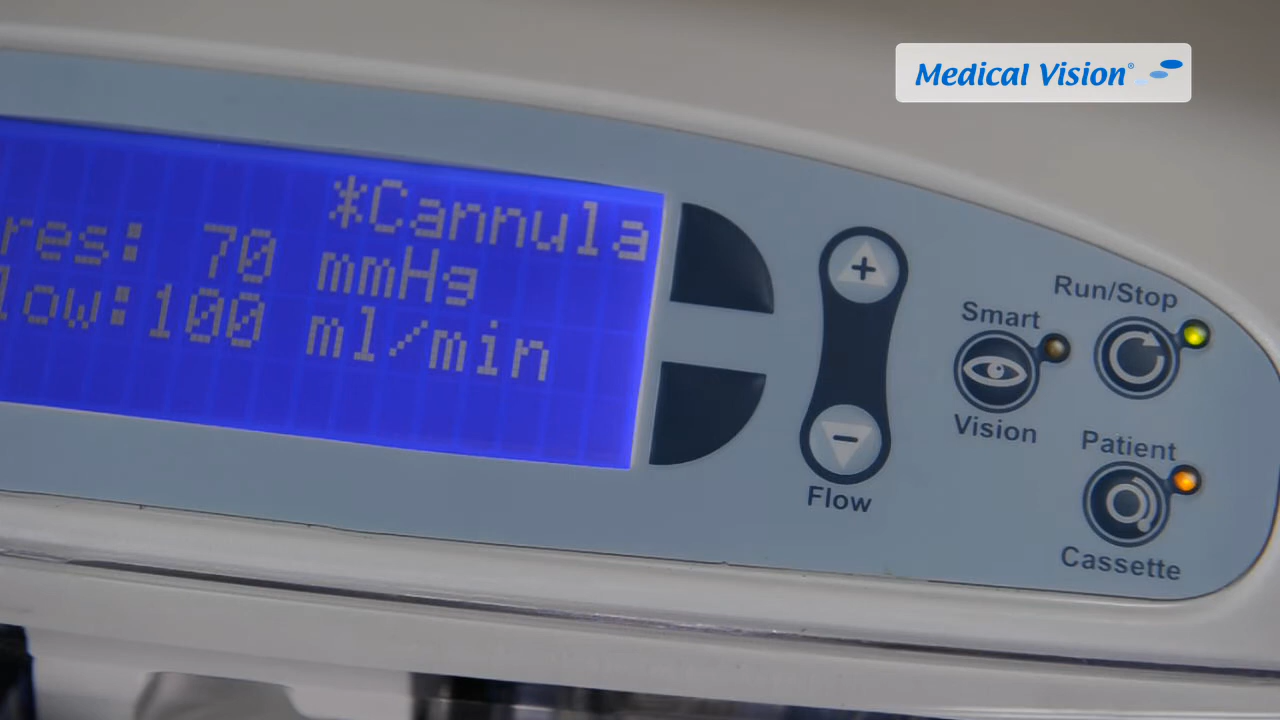 Medical Vision®
*Cannula
res: 70 mmHg
low:100 ml/min
+
-
Flow
Smart
Vision
Run/Stop
Patient
Cassette